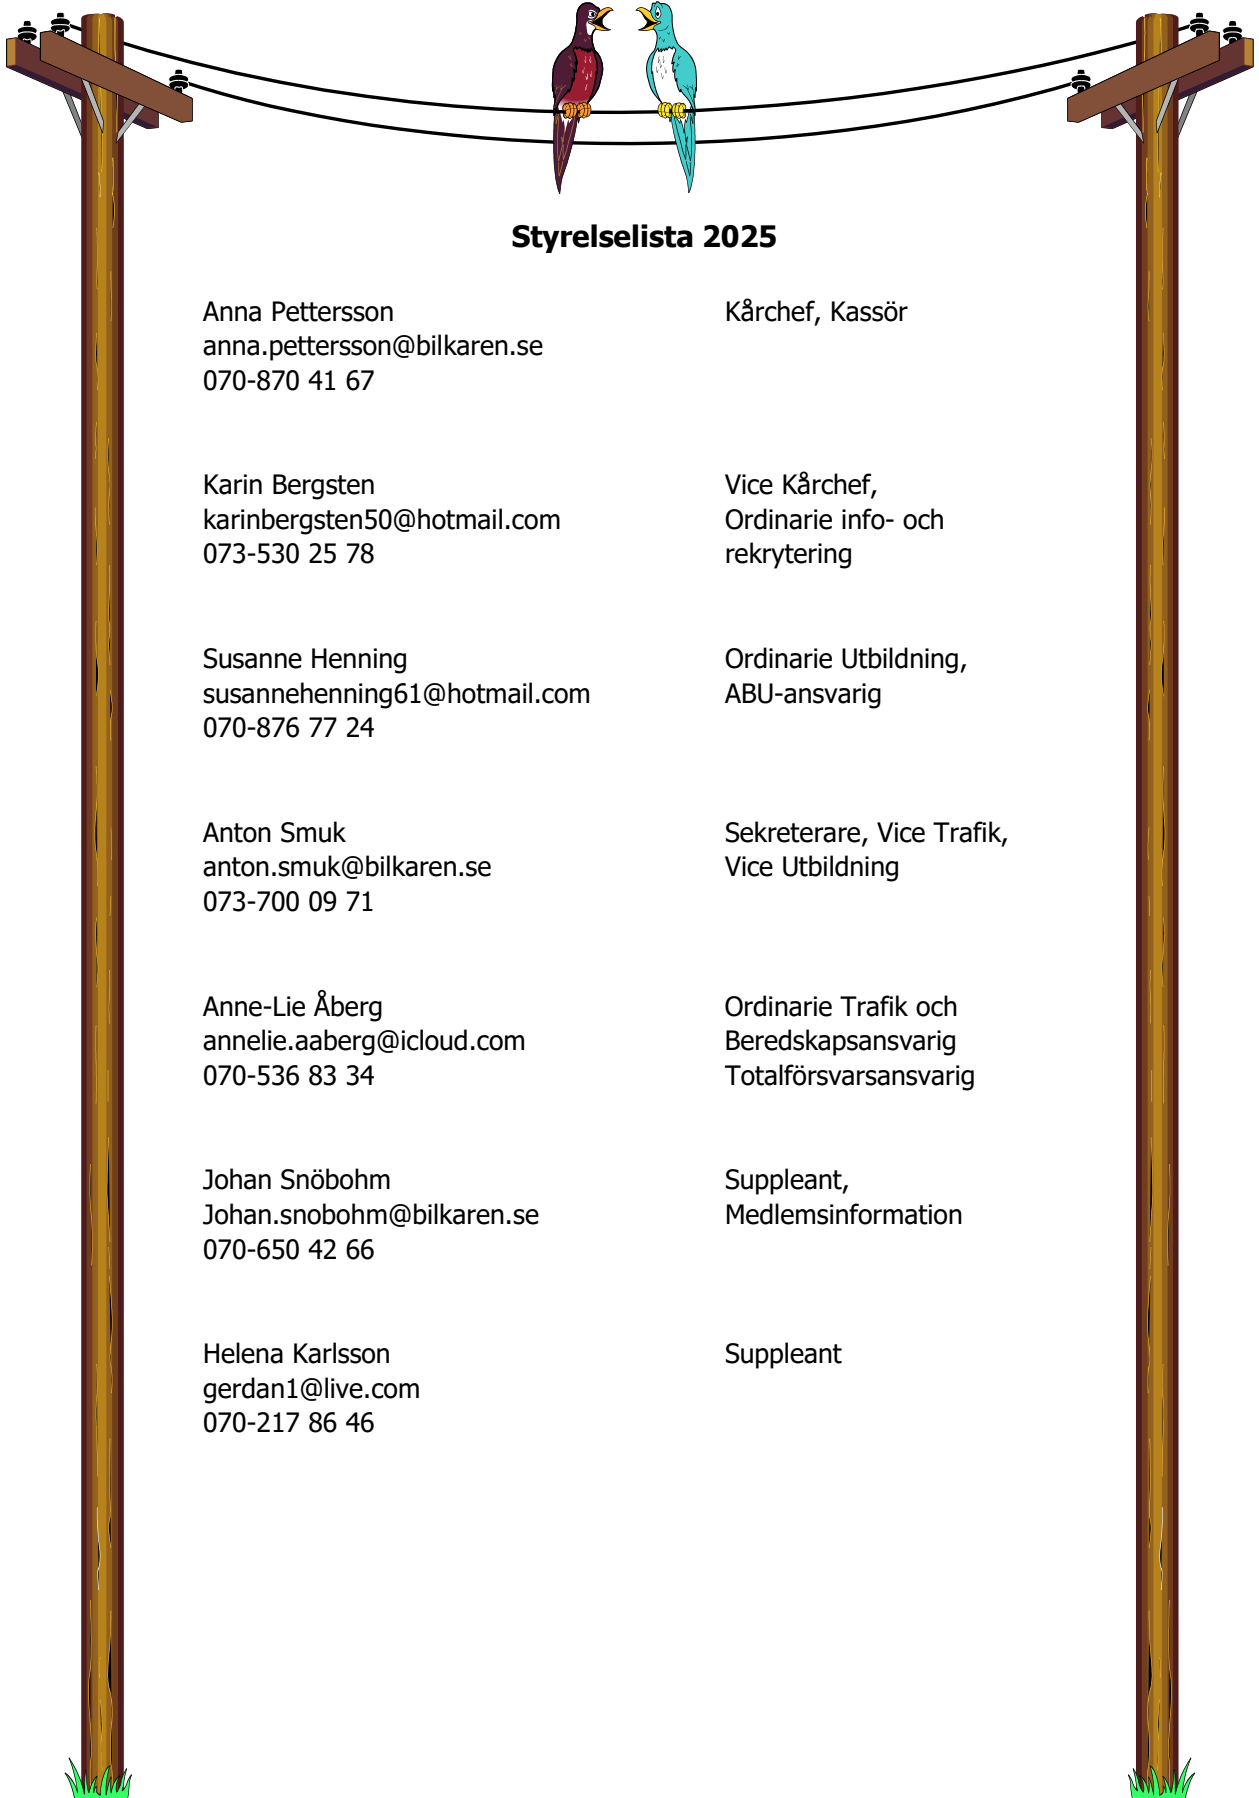 Styrelselista 2025
Anna Pettersson
anna.pettersson@bilkaren.se
070-870 41 67
Kårchef, Kassör
Karin Bergsten
karinbergsten50@hotmail.com
073-530 25 78
Vice Kårchef,
Ordinarie info- och
rekrytering
Susanne Henning
susannehenning61@hotmail.com
070-876 77 24
Ordinarie Utbildning,
ABU-ansvarig
Anton Smuk
anton.smuk@bilkaren.se
073-700 09 71
Sekreterare, Vice Trafik,
Vice Utbildning
Anne-Lie Åberg
annelie.aaberg@icloud.com
070-536 83 34
Ordinarie Trafik och
Beredskapsansvarig
Totalförsvarsansvarig
Johan Snöbohm
Johan.snobohm@bilkaren.se
070-650 42 66
Suppleant,
Medlemsinformation
Helena Karlsson
gerdan1@live.com
070-217 86 46
Suppleant